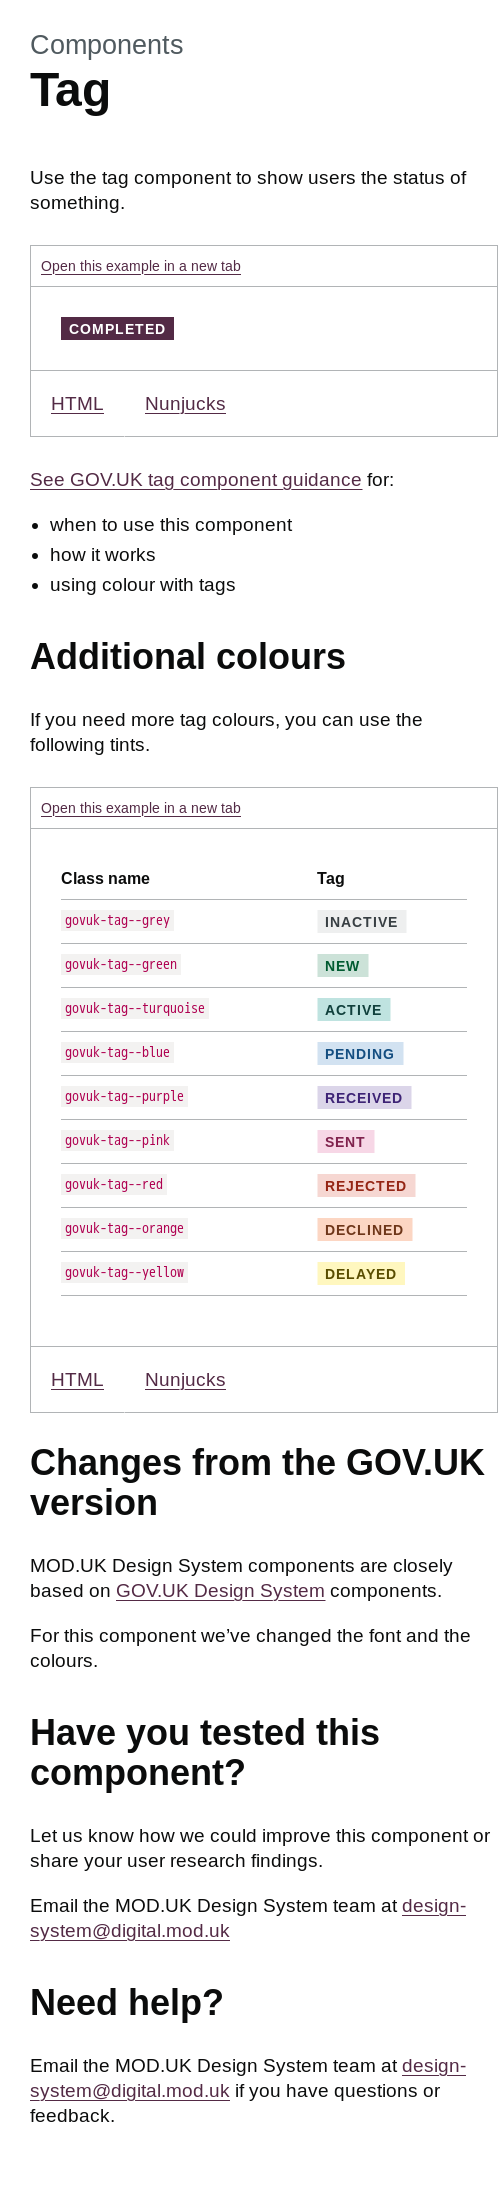 Components
Tag
Use the tag component to show users the status of
something.
Open this example in a new tab
COMPLETED
HTML Nunjucks
See GOV.UK tag component guidance for:
• when to use this component
• how it works
• using colour with tags
Additional colours
If you need more tag colours, you can use the
following tints.
Open this example in a new tab
Class name Tag
govuk-tag--grey INACTIVE
govuk-tag--green NEW
govuk-tag--turquoise ACTIVE
govuk-tag--blue PENDING
govuk-tag--purple RECEIVED
govuk-tag--pink SENT
govuk-tag--red REJECTED
govuk-tag--orange DECLINED
govuk-tag--yellow DELAYED
HTML Nunjucks
Changes from the GOV.UK
version
MOD.UK Design System components are closely
based on GOV.UK Design System components.
For this component we’ve changed the font and the
colours.
Have you tested this
component?
Let us know how we could improve this component or
share your user research findings.
Email the MOD.UK Design System team at design-
system@digital.mod.uk
Need help?
Email the MOD.UK Design System team at design-
system@digital.mod.uk if you have questions or
feedback.